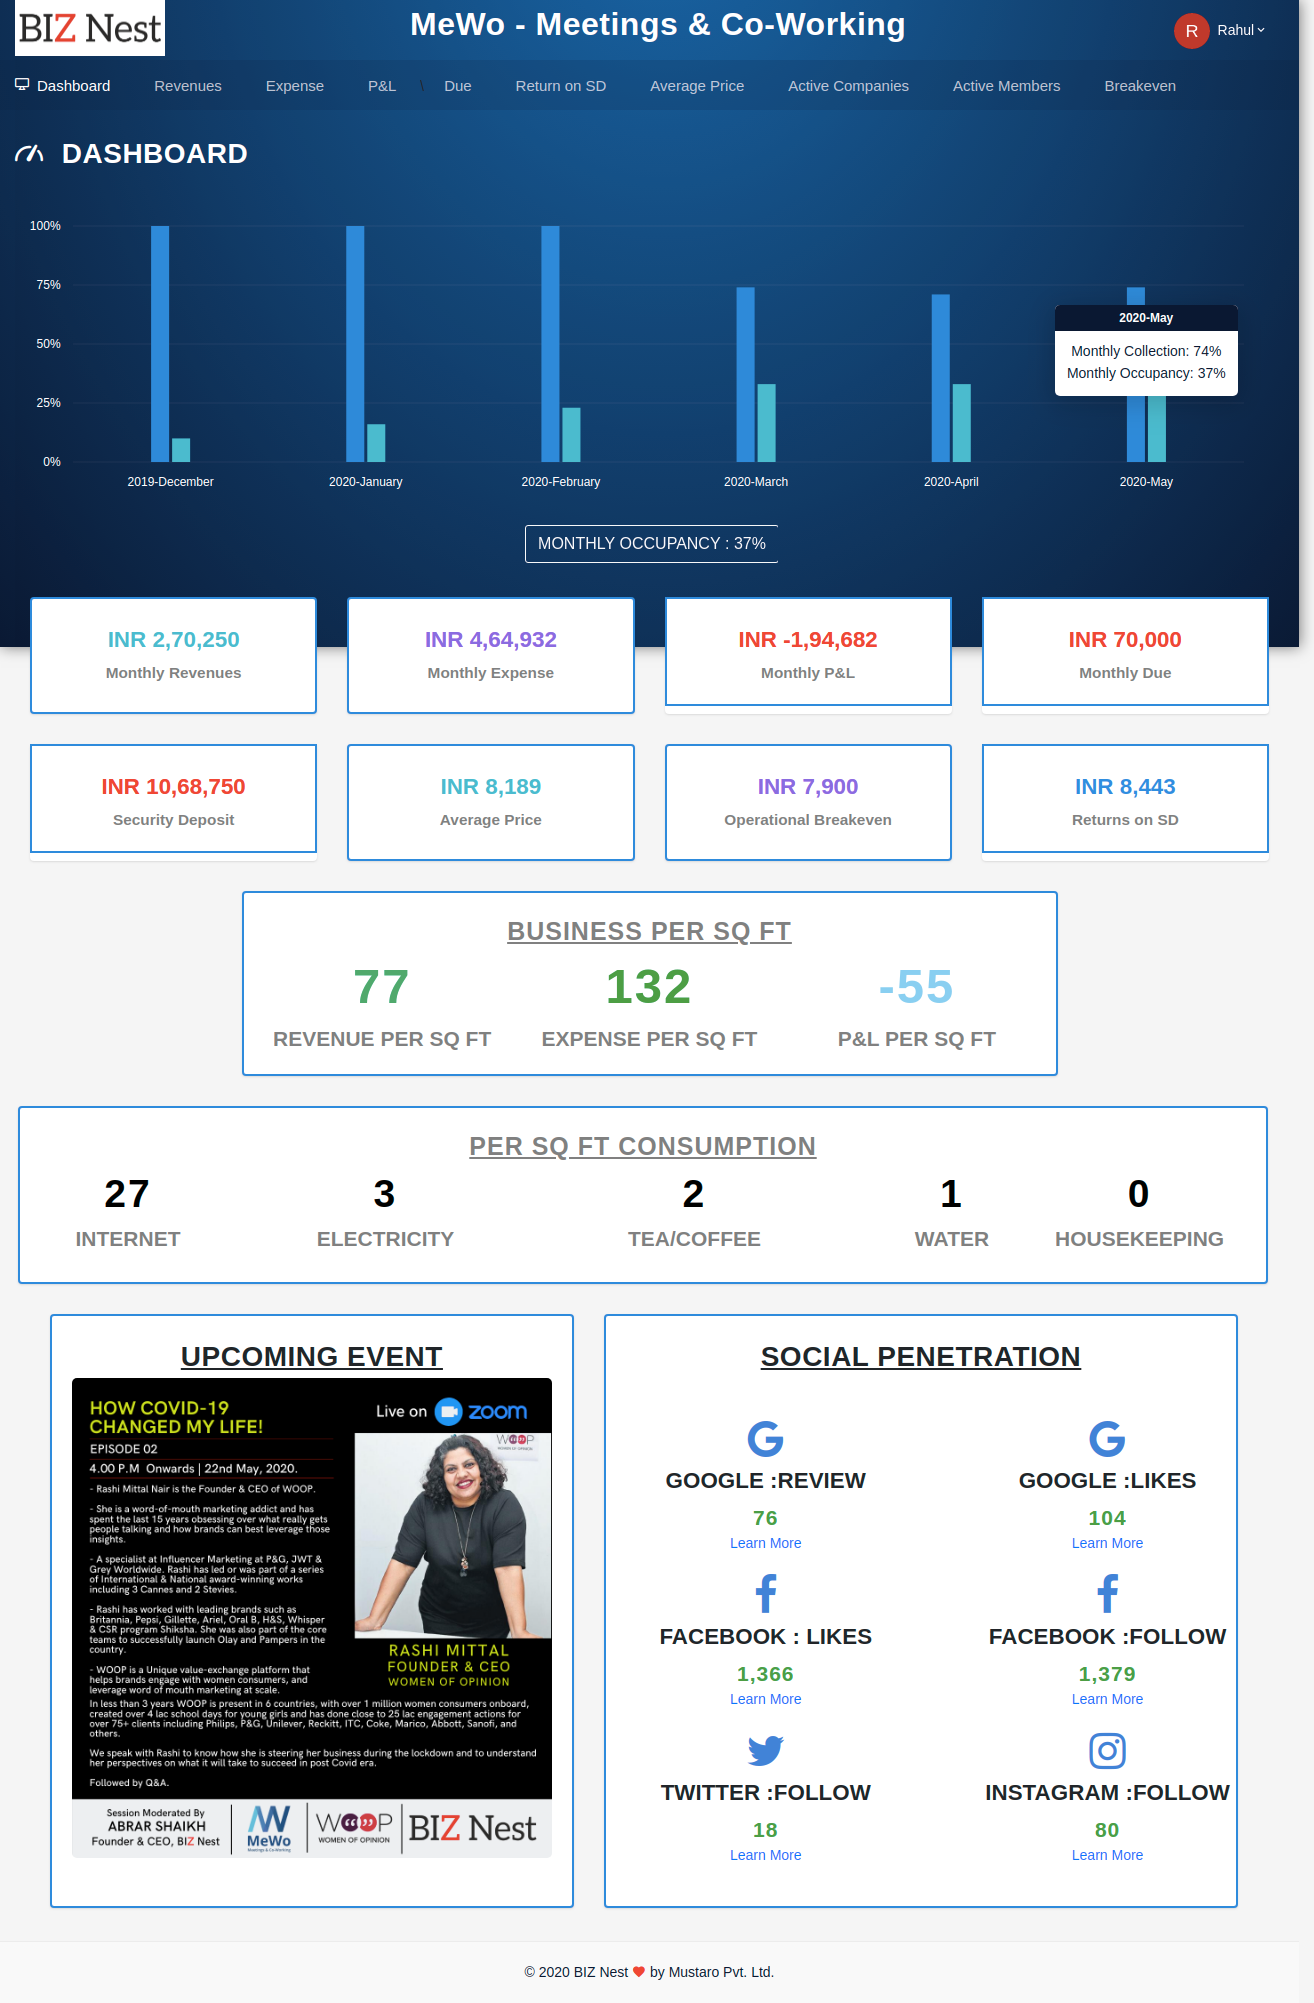 BIZ Nest
MeWo - Meetings & Co-Working
R Rahul
Dashboard Revenues Expense P&L \ Due Return on SD Average Price Active Companies Active Members Breakeven
DASHBOARD
100%
75%
50%
25%
0%
2019-December 2020-January 2020-February 2020-March 2020-April 2020-May
2020-May
Monthly Collection: 74%
Monthly Occupancy: 37%
MONTHLY OCCUPANCY : 37%
INR 2,70,250
Monthly Revenues
INR 4,64,932
Monthly Expense
INR -1,94,682
Monthly P&L
INR 70,000
Monthly Due
INR 10,68,750
Security Deposit
INR 8,189
Average Price
INR 7,900
Operational Breakeven
INR 8,443
Returns on SD
BUSINESS PER SQ FT
77
REVENUE PER SQ FT
132
EXPENSE PER SQ FT
-55
P&L PER SQ FT
PER SQ FT CONSUMPTION
27
INTERNET
3
ELECTRICITY
2
TEA/COFFEE
1
WATER
0
HOUSEKEEPING
UPCOMING EVENT
HOW COVID-19
CHANGED MY LIFE!
EPISODE 02
4.00 P.M Onwards | 22nd May, 2020.
Live on zoom
WOOP
WOMEN OF OPINION
- Rashi Mittal Nair is the Founder & CEO of WOOP.
- She is a word-of-mouth marketing addict and has
spent the last 15 years obsessing over what really gets
people talking and how brands can best leverage those
insights.
- A specialist at Influencer Marketing at P&G, JWT &
Grey Worldwide. Rashi has led or was part of a series
of International & National award-winning works
including 3 Cannes and 2 Stevies.
- Rashi has worked with leading brands such as
Britannia, Pepsi, Gillette, Ariel, Oral B, H&S, Whisper
& CSR program Shiksha. She was also part of the core
teams to successfully launch Olay and Pampers in the
country.
- WOOP is a Unique value-exchange platform that
helps brands engage with women consumers, and
leverage word of mouth marketing at scale.
RASHI MITTAL
FOUNDER & CEO
WOMEN OF OPINION
In less than 3 years WOOP is present in 6 countries, with over 1 million women consumers onboard,
created over 4 lac school days for young girls and has done close to 25 lac engagement actions for
over 75+ clients including Philips, P&G, Unilever, Reckitt, ITC, Coke, Marico, Abbott, Sanofi, and
others.
We speak with Rashi to know how she is steering her business during the lockdown and to understand
her perspectives on what it will take to succeed in post Covid era.
Followed by Q&A.
Session Moderated By
ABRAR SHAIKH
Founder & CEO, BIZ Nest
MeWo
Meetings & Co-Working
WOOP
WOMEN OF OPINION
BIZ Nest
SOCIAL PENETRATION
GOOGLE :REVIEW
76
Learn More
GOOGLE :LIKES
104
Learn More
FACEBOOK : LIKES
1,366
Learn More
FACEBOOK :FOLLOW
1,379
Learn More
TWITTER :FOLLOW
18
Learn More
INSTAGRAM :FOLLOW
80
Learn More
© 2020 BIZ Nest by Mustaro Pvt. Ltd.